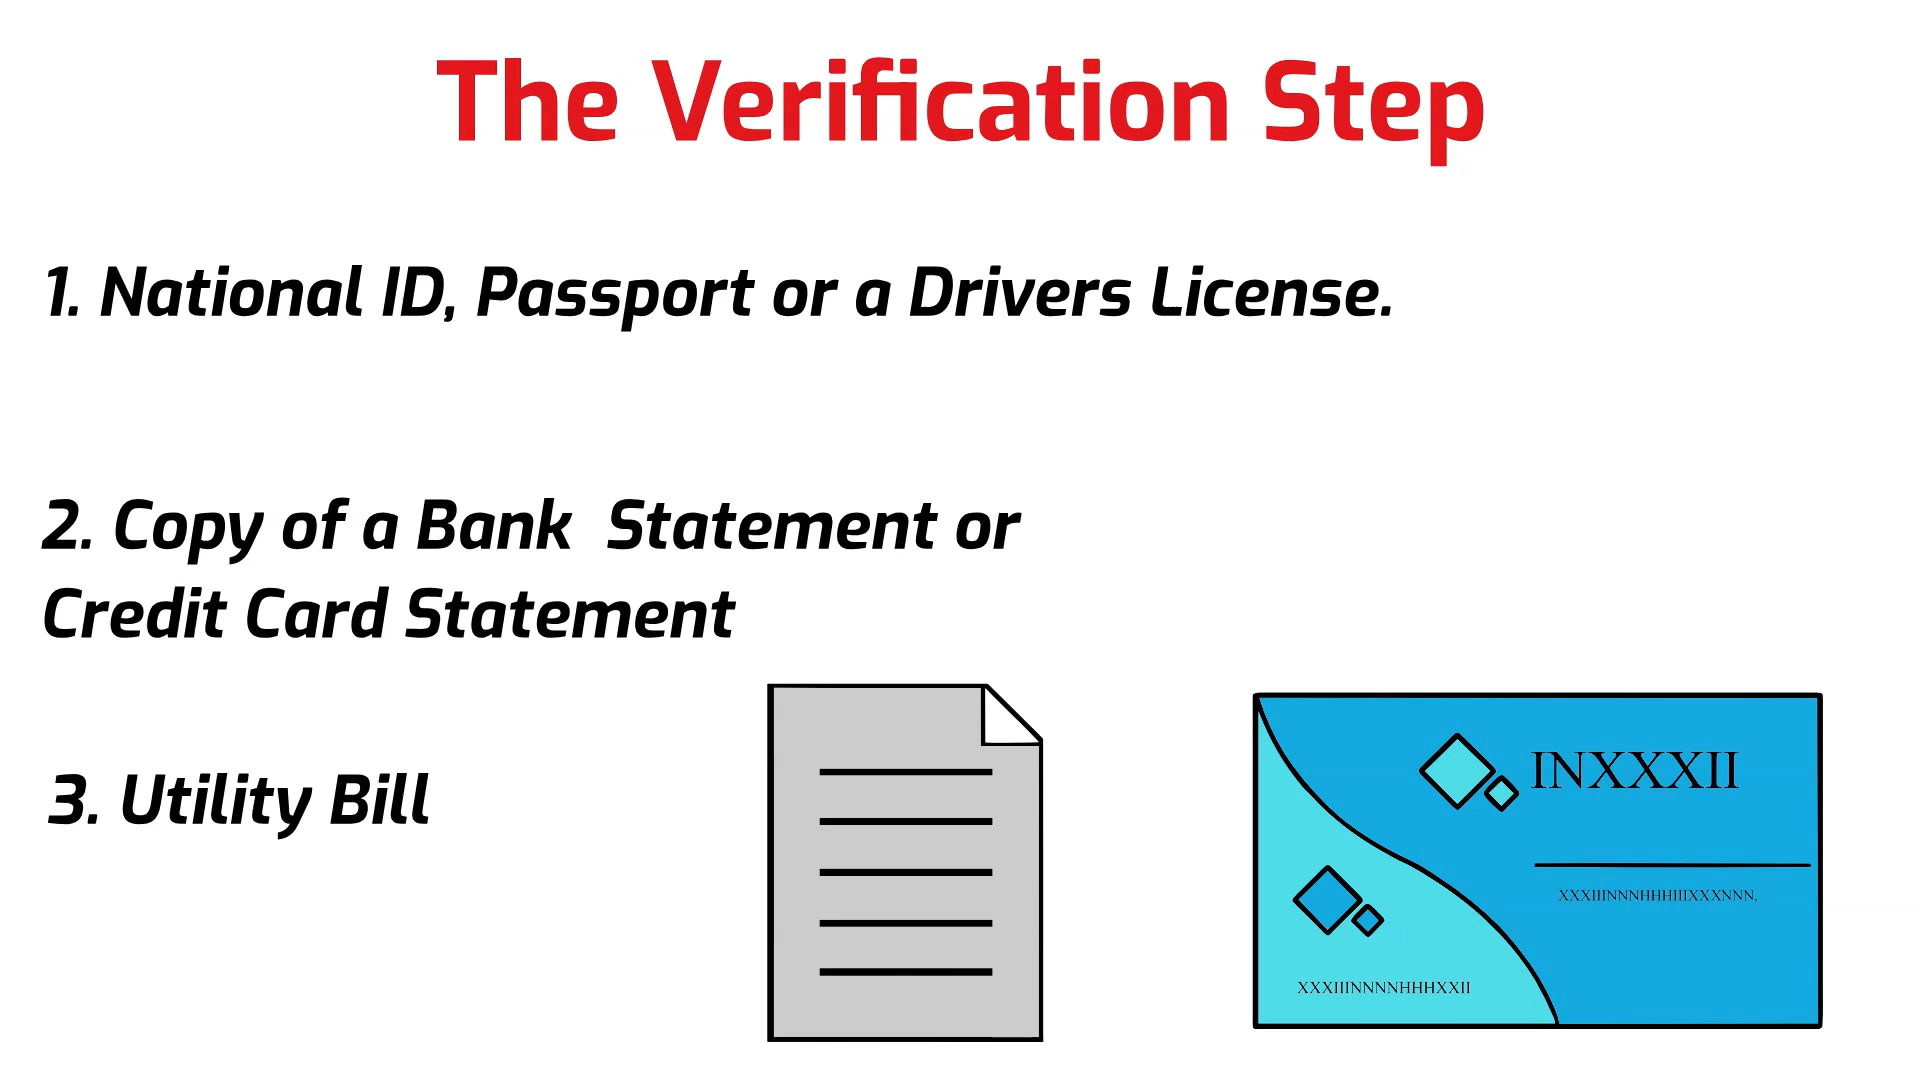 The Verification Step
1. National ID, Passport or a Drivers License.
2. Copy of a Bank Statement or
Credit Card Statement
3. Utility Bill
INXXXII
XXXIIINNNHHHIIIXXXNNN,
XXXIIINNNNHHHXXII